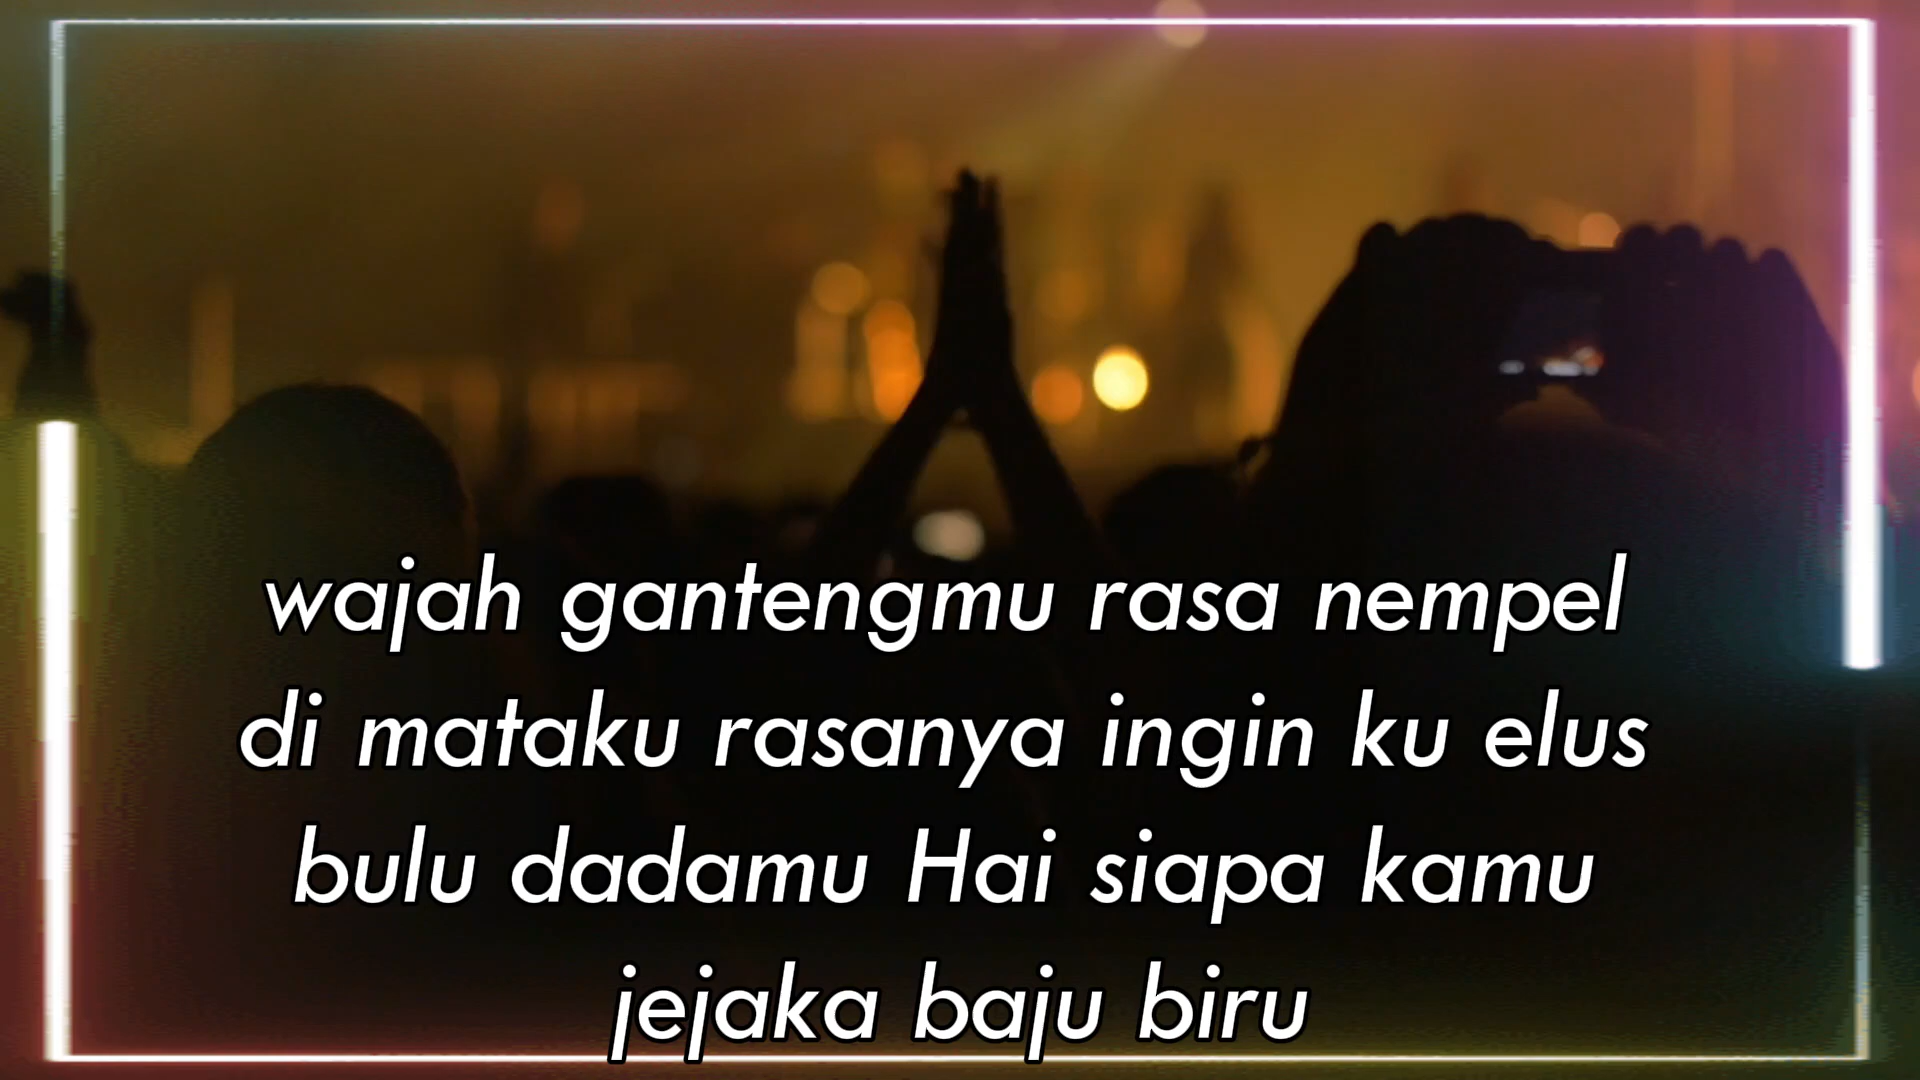 wajah gantengmu rasa nempel
di mataku rasanya ingin ku elus
bulu dadamu Hai siapa kamu
jejaka baju biru